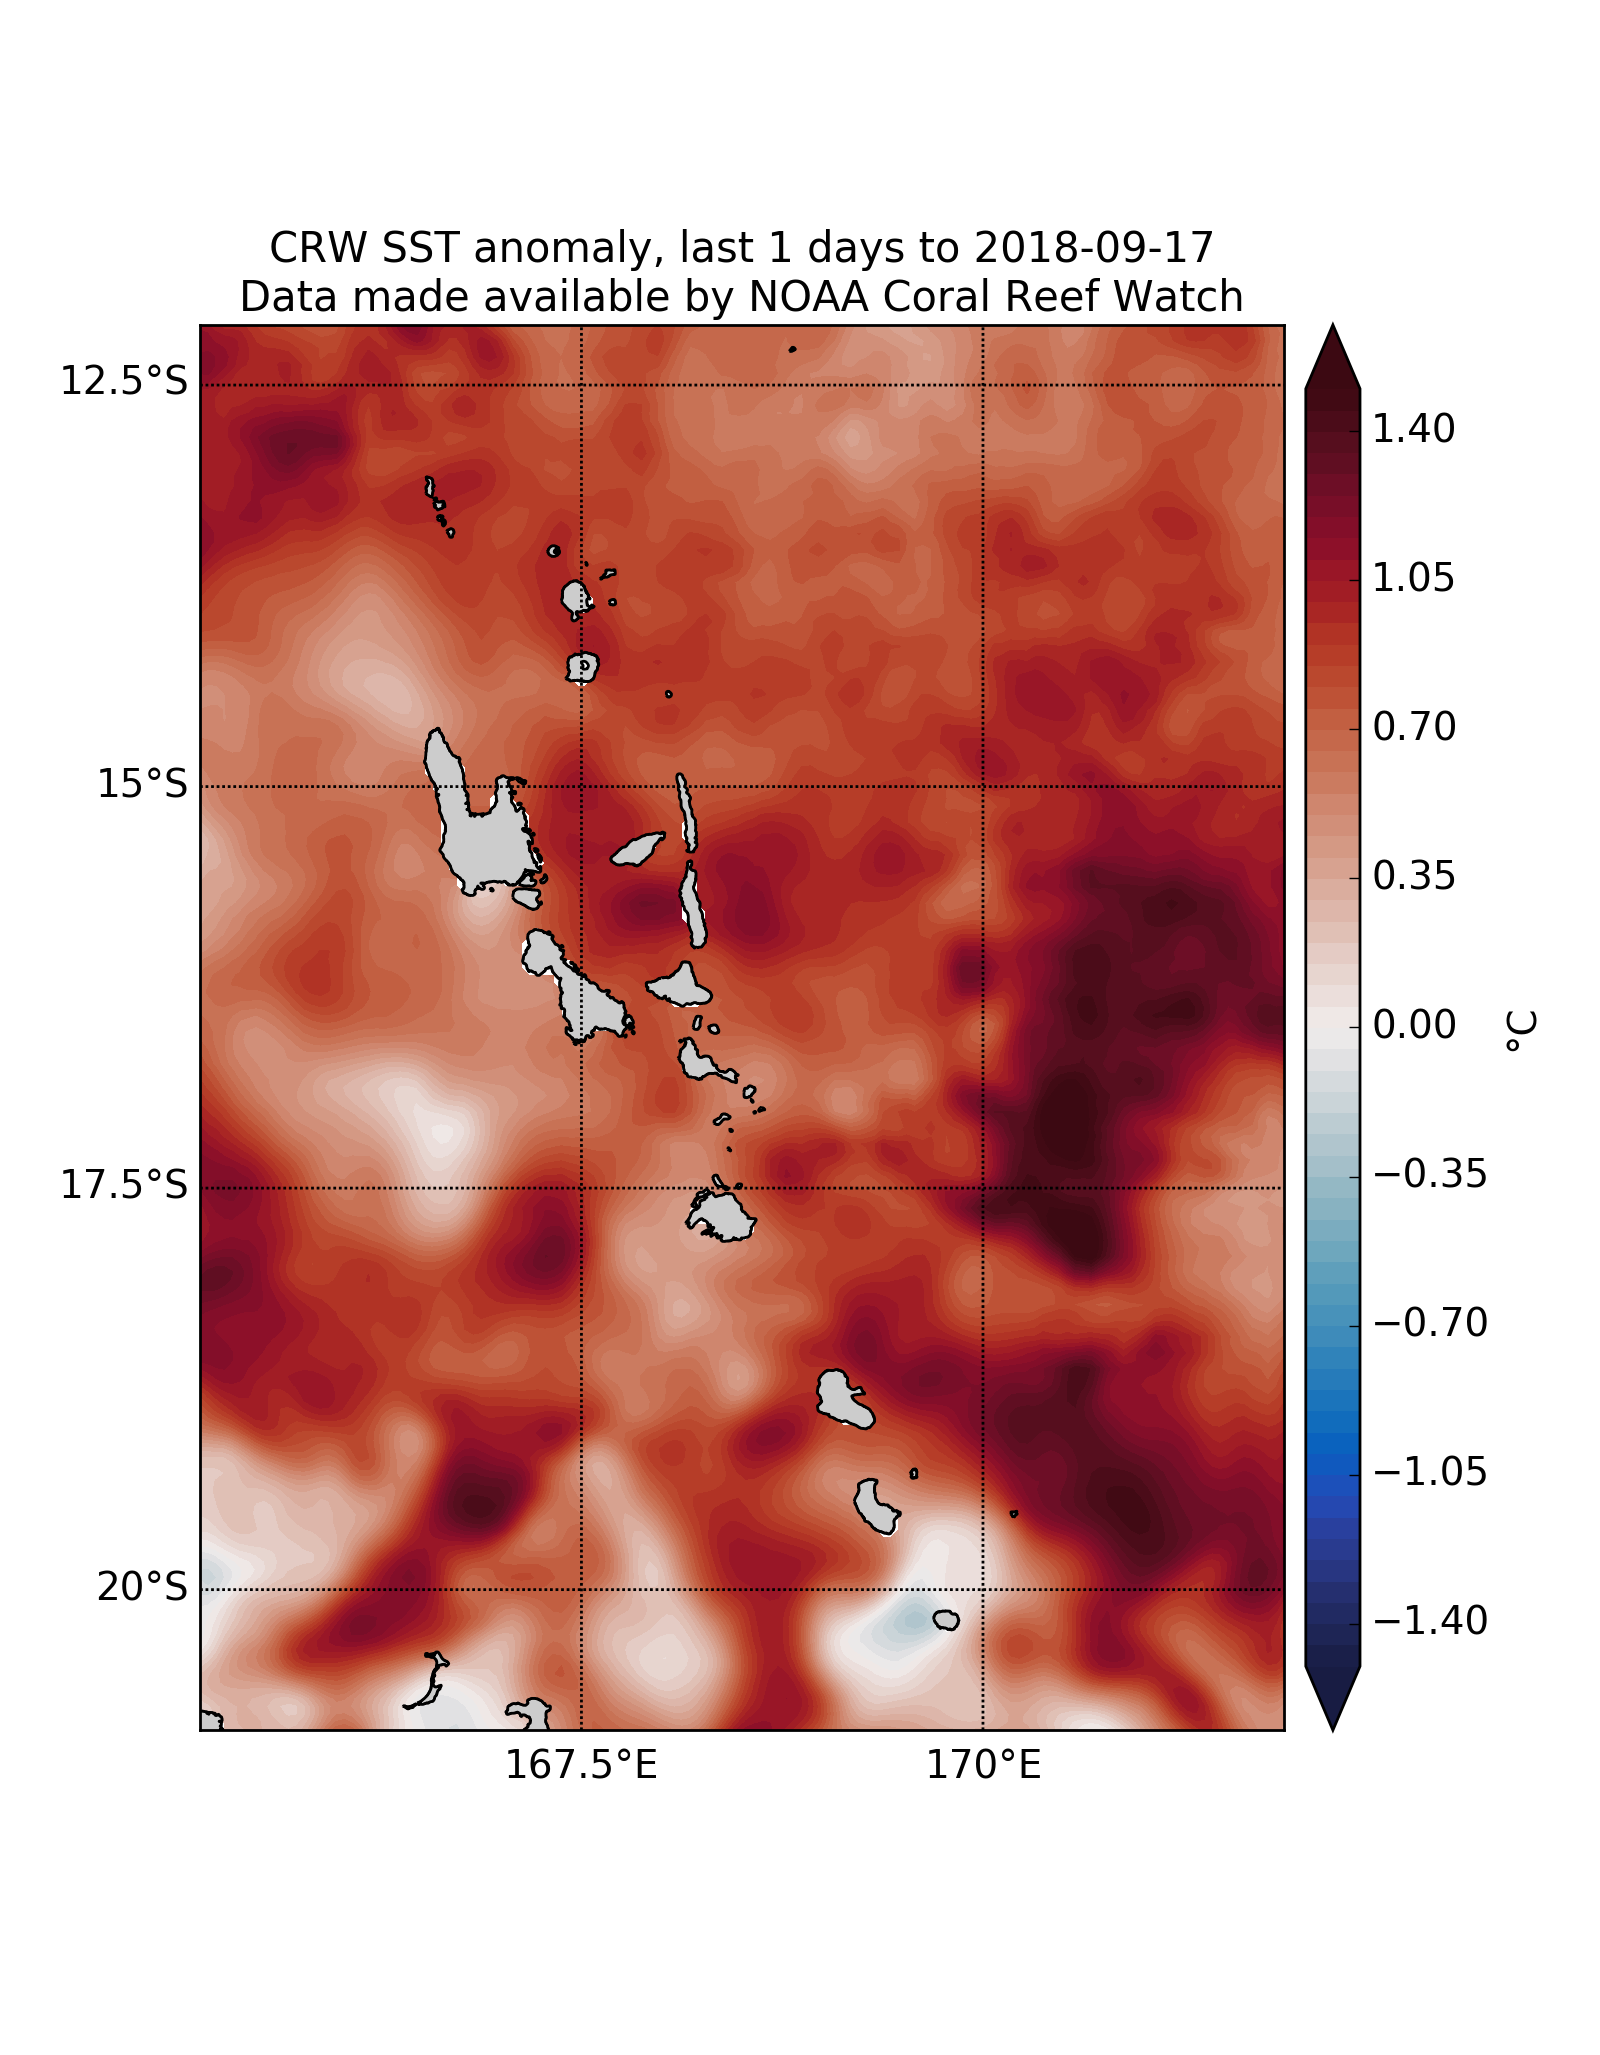 CRW SST anomaly, last 1 days to 2018-09-17
Data made available by NOAA Coral Reef Watch
12.5°S
15°S
17.5°S
20°S
167.5°E
170°E
1.40
1.05
0.70
0.35
0.00
−0.35
−0.70
−1.05
−1.40
°C